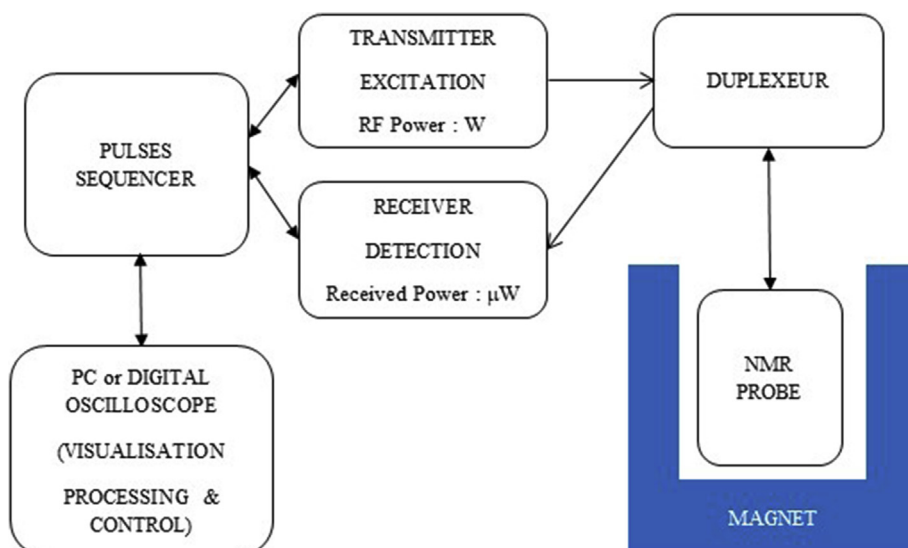 TRANSMITTER
EXCITATION
RF Power : W
DUPLEXEUR
PULSES
SEQUENCER
RECEIVER
DETECTION
Received Power : µW
PC or DIGITAL
OSCILLOSCOPE
(VISUALISATION
PROCESSING &
CONTROL)
NMR
PROBE
MAGNET